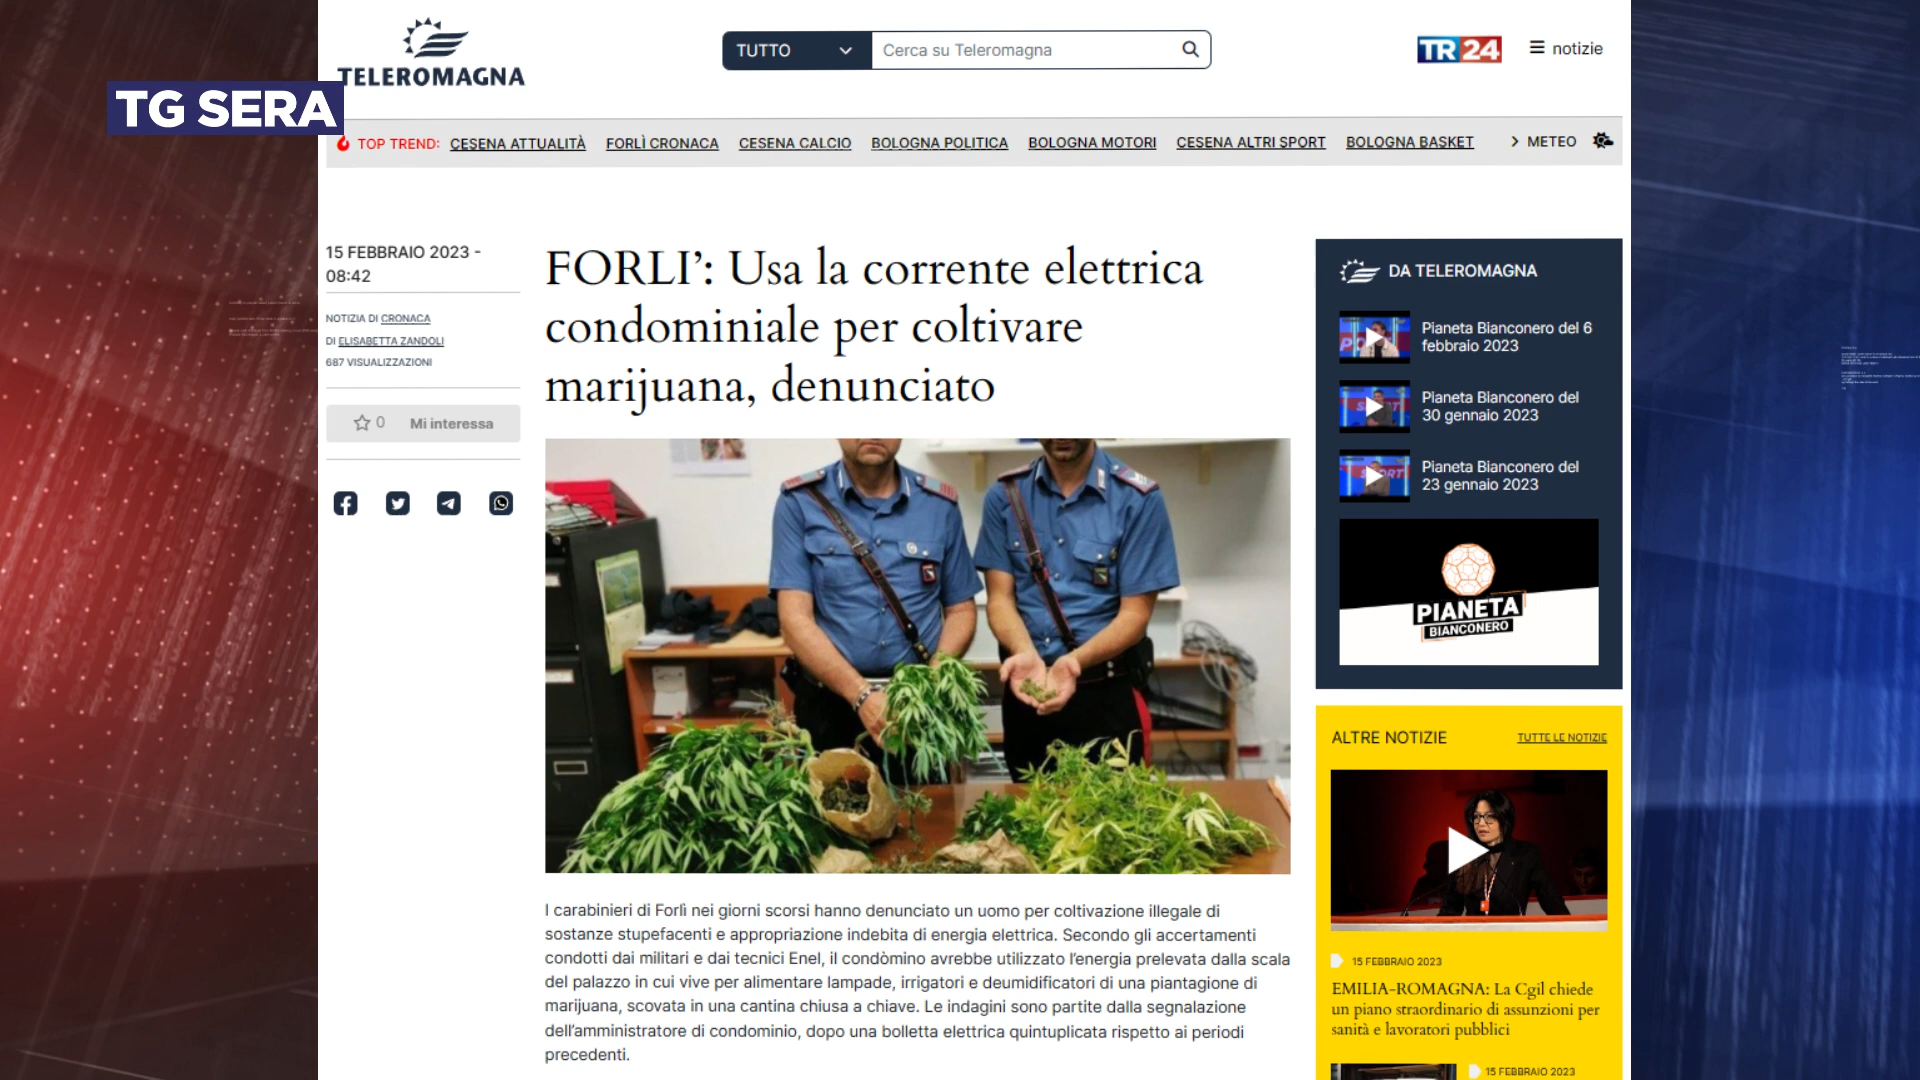 TELEROMAGNA
TUTTO
Cerca su Teleromagna
TR24
notizie
TG SERA
TOP TREND: CESENA ATTUALITÀ FORLÌ CRONACA CESENA CALCIO BOLOGNA POLITICA BOLOGNA MOTORI CESENA ALTRI SPORT BOLOGNA BASKET
METEO
15 FEBBRAIO 2023 -
08:42
NOTIZIA DI CRONACA
DI ELISABETTA ZANDOLI
687 VISUALIZZAZIONI
0 Mi interessa
FORLI’: Usa la corrente elettrica
condominiale per coltivare
marijuana, denunciato
I carabinieri di Forlì nei giorni scorsi hanno denunciato un uomo per coltivazione illegale di
sostanze stupefacenti e appropriazione indebita di energia elettrica. Secondo gli accertamenti
condotti dai militari e dai tecnici Enel, il condòmino avrebbe utilizzato l’energia prelevata dalla scala
del palazzo in cui vive per alimentare lampade, irrigatori e deumidificatori di una piantagione di
marijuana, scovata in una cantina chiusa a chiave. Le indagini sono partite dalla segnalazione
dell’amministratore di condominio, dopo una bolletta elettrica quintuplicata rispetto ai periodi
precedenti.
DA TELEROMAGNA
Pianeta Bianconero del 6
febbraio 2023
Pianeta Bianconero del
30 gennaio 2023
Pianeta Bianconero del
23 gennaio 2023
PIANETA
BIANCONERO
ALTRE NOTIZIE
TUTTE LE NOTIZIE
15 FEBBRAIO 2023
EMILIA-ROMAGNA: La Cgil chiede
un piano straordinario di assunzioni per
sanità e lavoratori pubblici
15 FEBBRAIO 2023